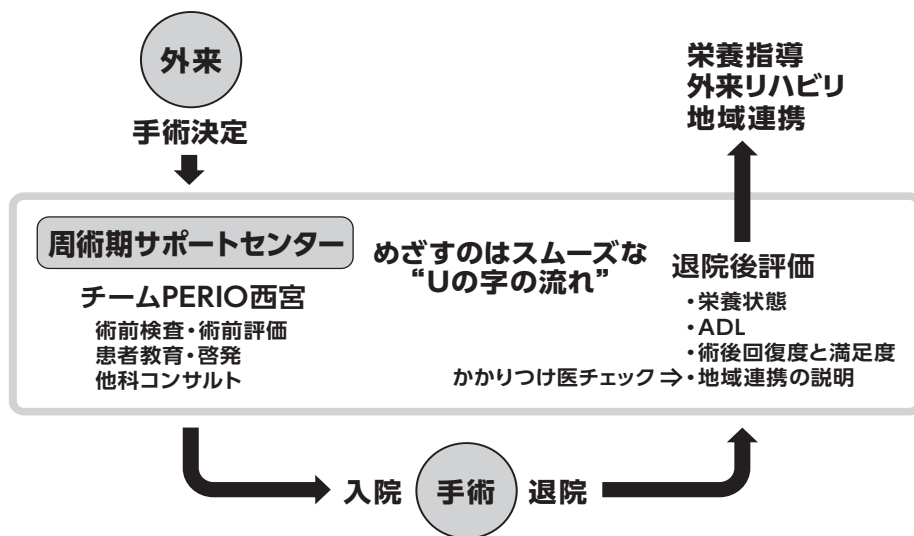 外来
手術決定
周術期サポートセンター
チームPERIO西宮
術前検査・術前評価
患者教育・啓発
他科コンサルト
めざすのはスムーズな
“Uの字の流れ”
入院
手術
退院
退院後評価
・栄養状態
・ADL
・術後回復度と満足度
かかりつけ医チェック⇒・地域連携の説明
栄養指導
外来リハビリ
地域連携